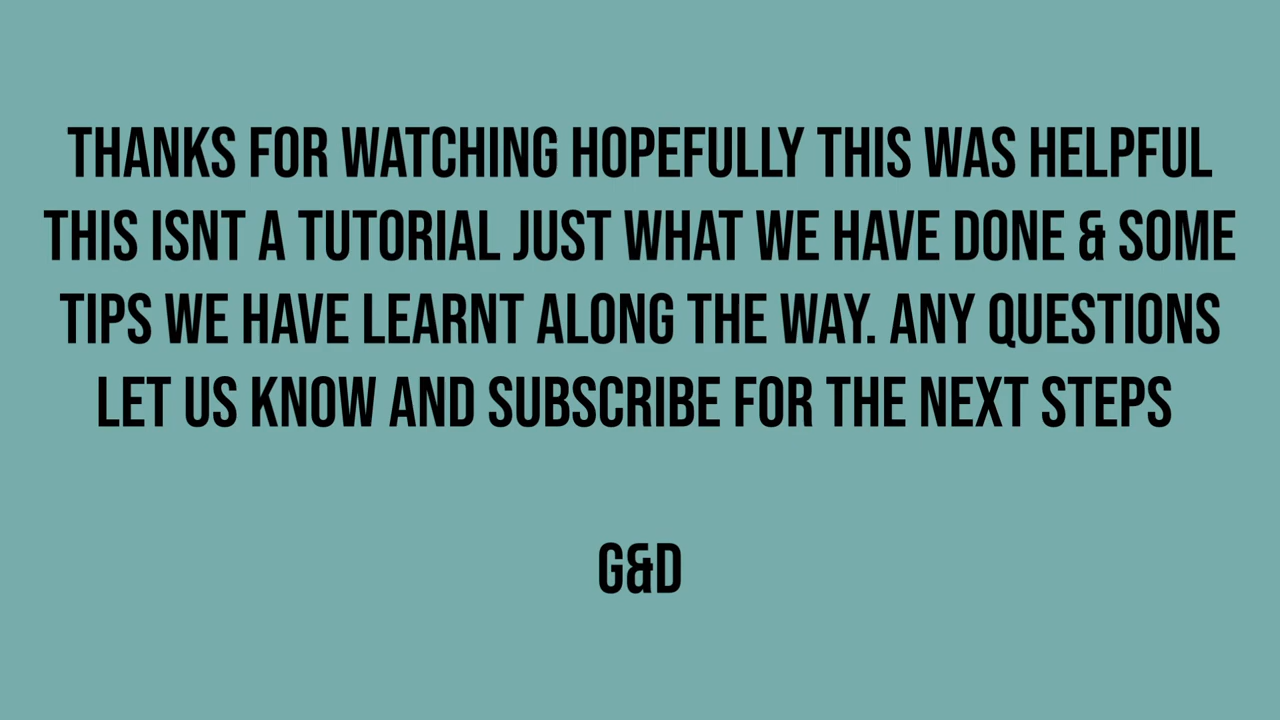 THANKS FOR WATCHING HOPEFULLY THIS WAS HELPFUL
THIS ISNT A TUTORIAL JUST WHAT WE HAVE DONE & SOME
TIPS WE HAVE LEARNT ALONG THE WAY. ANY QUESTIONS
LET US KNOW AND SUBSCRIBE FOR THE NEXT STEPS
G&D